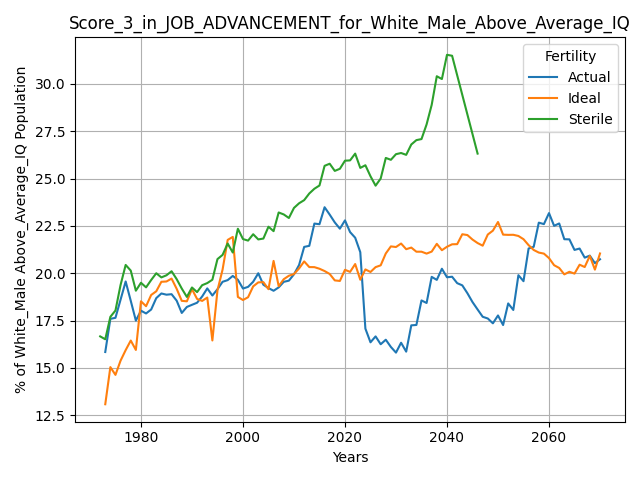 Score_3_in_JOB_ADVANCEMENT_for_White_Male_Above_Average_IQ
Fertility
Actual
Ideal
Sterile
% of White_Male_Above_Average_IQ Population
30.0
27.5
25.0
22.5
20.0
17.5
15.0
12.5
1980 2000 2020 2040 2060
Years